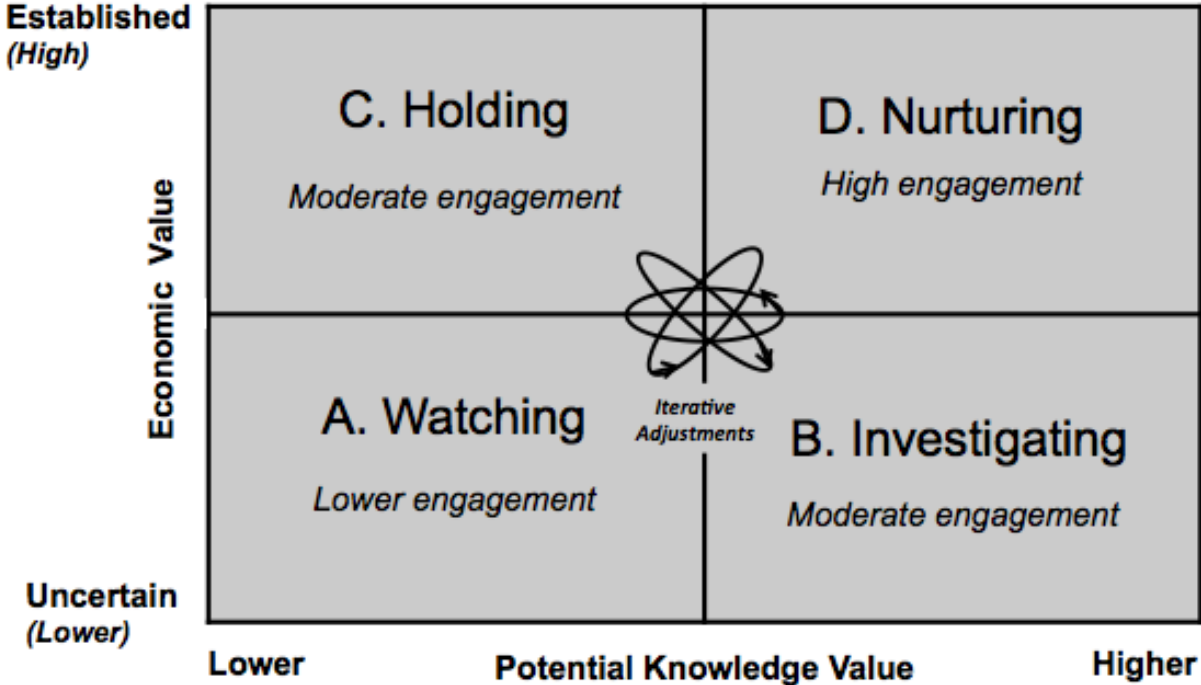 Established
(High)
C. Holding
Moderate engagement
D. Nurturing
High engagement
Economic Value
A. Watching
Lower engagement
Iterative
Adjustments
B. Investigating
Moderate engagement
Uncertain
(Lower)
Lower
Potential Knowledge Value
Higher